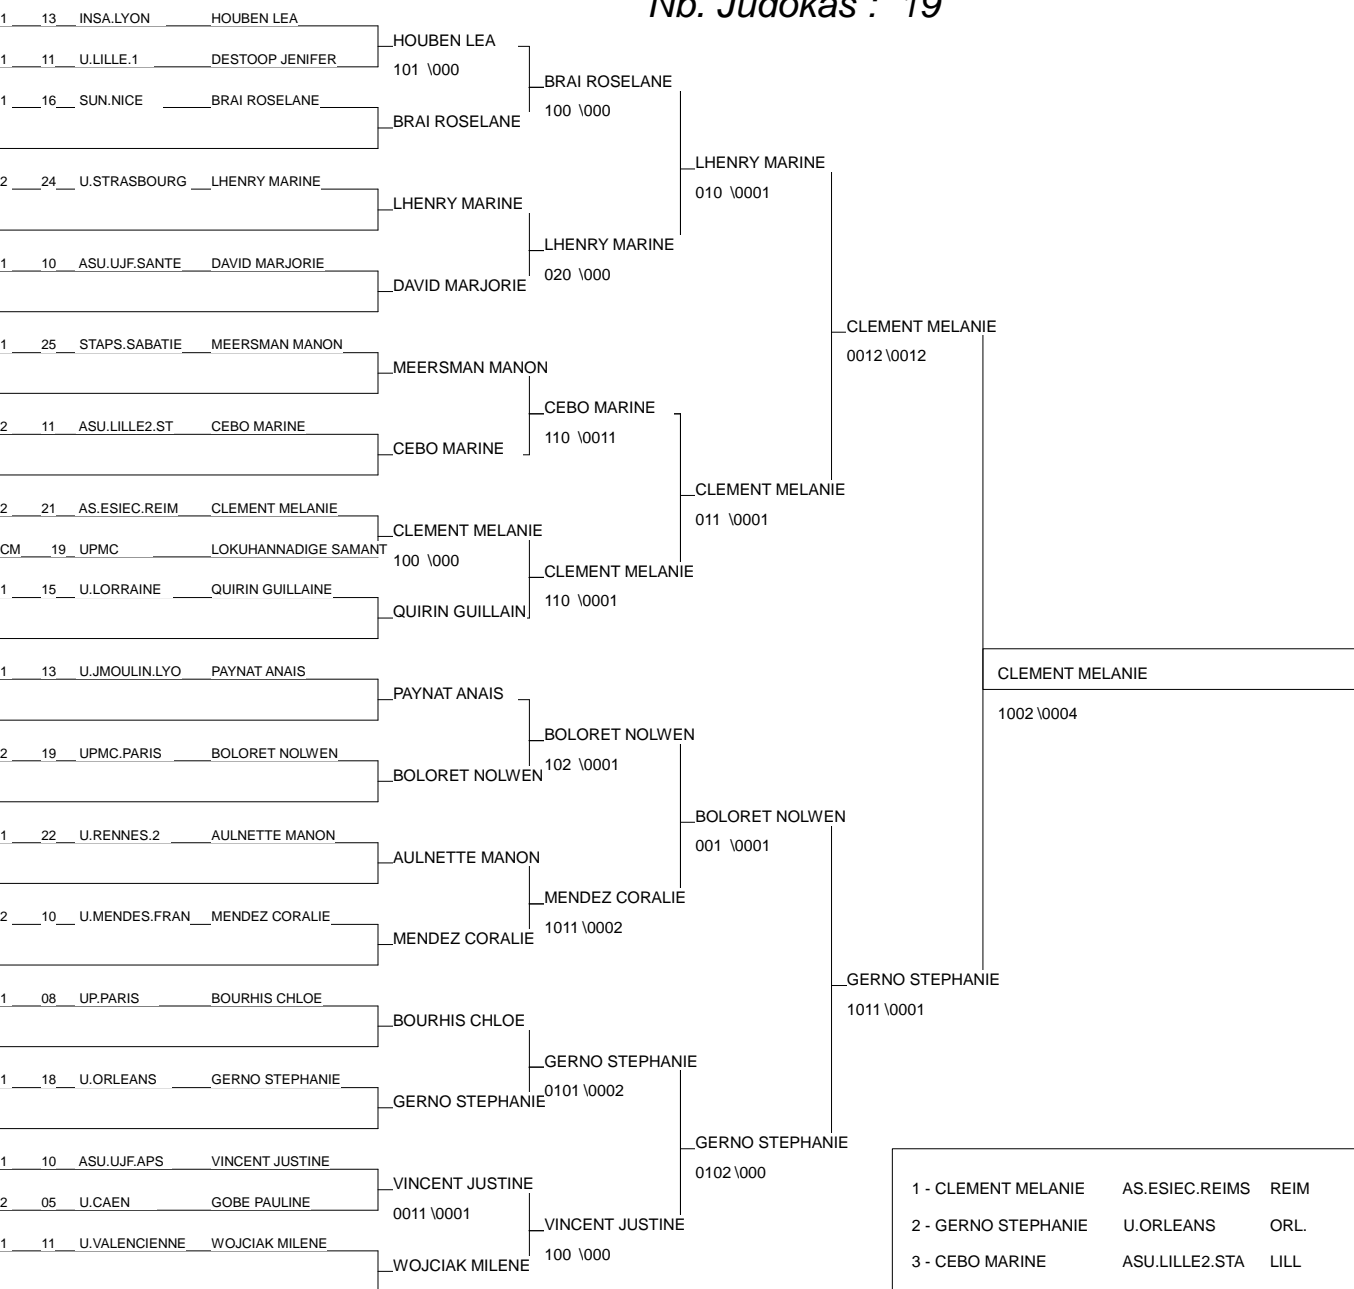 Nb. Judokas : 19
1 13 INSA.LYON HOUBEN LEA
HOUBEN LEA
1 11 U.LILLE.1 DESTOOP JENIFER
101 \000
BRAI ROSELANE
1 16 SUN.NICE BRAI ROSELANE
100 \000
BRAI ROSELANE
LHENRY MARINE
2 24 U.STRASBOURG LHENRY MARINE
010 \0001
LHENRY MARINE
LHENRY MARINE
1 10 ASU.UJF.SANTE DAVID MARJORIE
020 \000
DAVID MARJORIE
CLEMENT MELANIE
1 25 STAPS.SABATIE MEERSMAN MANON
0012 \0012
MEERSMAN MANON
CEBO MARINE
2 11 ASU.LILLE2.ST CEBO MARINE
110 \0011
CEBO MARINE
CLEMENT MELANIE
2 21 AS.ESIEC.REIM CLEMENT MELANIE
011 \0001
CLEMENT MELANIE
CM 19 UPMC LOKUHANNADIGE SAMANT
100 \000
CLEMENT MELANIE
1 15 U.LORRAINE QUIRIN GUILLAINE
110 \0001
QUIRIN GUILLAIN
1 13 U.JMOULIN.LYO PAYNAT ANAIS
CLEMENT MELANIE
PAYNAT ANAIS
1002 \0004
BOLORET NOLWEN
2 19 UPMC.PARIS BOLORET NOLWEN
102 \0001
BOLORET NOLWEN
BOLORET NOLWEN
1 22 U.RENNES.2 AULNETTE MANON
001 \0001
AULNETTE MANON
MENDEZ CORALIE
2 10 U.MENDES.FRAN MENDEZ CORALIE
1011 \0002
MENDEZ CORALIE
GERNO STEPHANIE
1 08 UP.PARIS BOURHIS CHLOE
1011 \0001
BOURHIS CHLOE
GERNO STEPHANIE
1 18 U.ORLEANS GERNO STEPHANIE
0101 \0002
GERNO STEPHANIE
GERNO STEPHANIE
1 10 ASU.UJF.APS VINCENT JUSTINE
0102 \000
VINCENT JUSTINE
2 05 U.CAEN GOBE PAULINE
0011 \0001
VINCENT JUSTINE
1 11 U.VALENCIENNE WOJCIAK MILENE
100 \000
WOJCIAK MILENE
1 - CLEMENT MELANIE AS.ESIEC.REIMS REIM
2 - GERNO STEPHANIE U.ORLEANS ORL.
3 - CEBO MARINE ASU.LILLE2.STA LILL